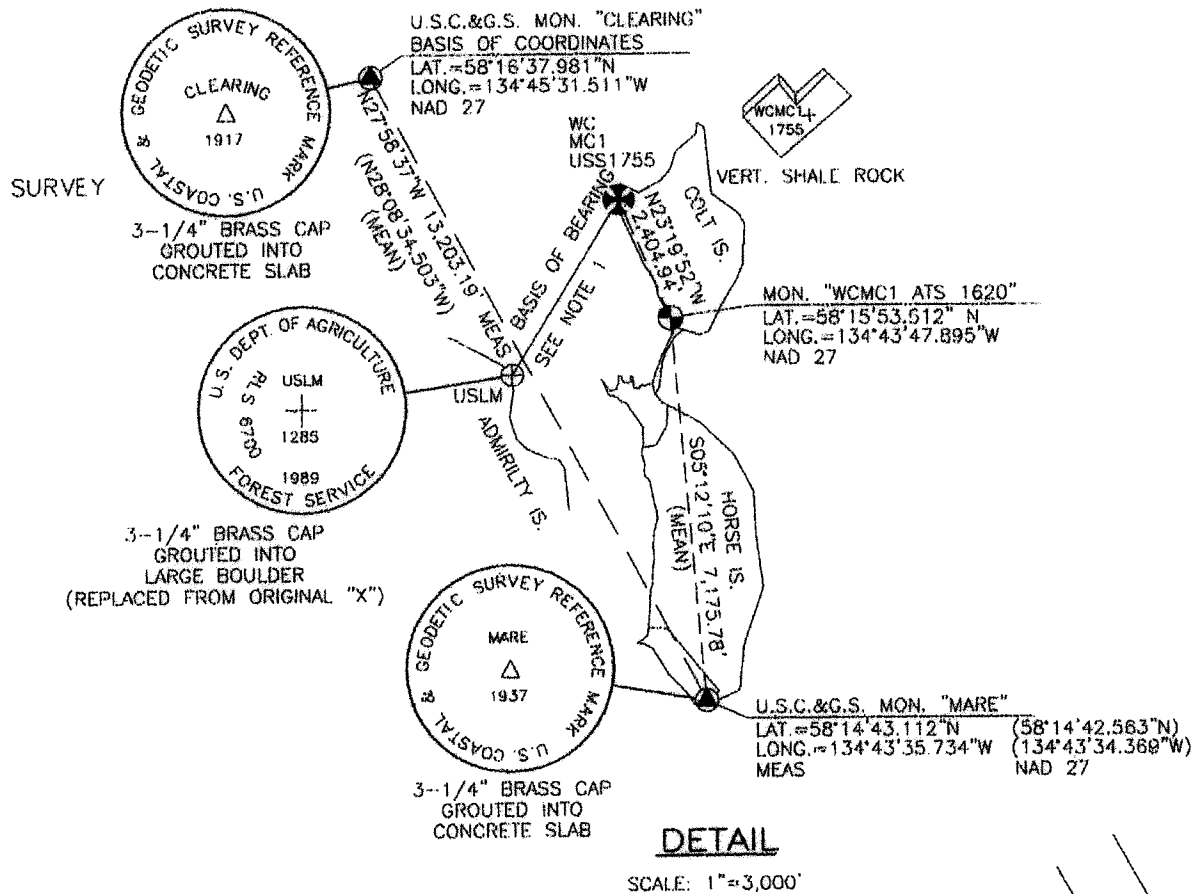 U.S.C.&G.S. MON. "CLEARING"
BASIS OF COORDINATES
LAT.=58°16'37.981"N
LONG.=134°45'31.511"W
NAD 27
& GEODETIC SURVEY REFERENCE MARK U.S. COASTAL
CLEARING
1917
3-1/4" BRASS CAP
GROUTED INTO
CONCRETE SLAB
SURVEY
WC
MC1
USS1755
WCMC1
1755
VERT. SHALE ROCK
COLT IS.
N27°58'37"W 13,203.19' MEAS
(N28°08'34.503"W)
(MEAN)
BASIS OF BEARING
SEE NOTE 1
N23°19'52"W
2,404.94'
MON. "WCMC1 ATS 1620"
LAT.=58°15'53.512" N
LONG.=134°43'47.895"W
NAD 27
U.S. DEPT. OF AGRICULTURE
USLM
RLS 6700
1285
1989
FOREST SERVICE
3-1/4" BRASS CAP
GROUTED INTO
LARGE BOULDER
(REPLACED FROM ORIGINAL "X")
USLM
ADMIRILTY IS.
HORSE IS.
S05°12'10"E 7,175.78'
(MEAN)
& GEODETIC SURVEY REFERENCE MARK U.S. COASTAL
MARE
1937
3-1/4" BRASS CAP
GROUTED INTO
CONCRETE SLAB
U.S.C.&G.S. MON. "MARE"
LAT.=58°14'43.112"N (58°14'42.563"N)
LONG.=134°43'35.734"W (134°43'34.369"W)
MEAS NAD 27
DETAIL
SCALE: 1"=3,000'